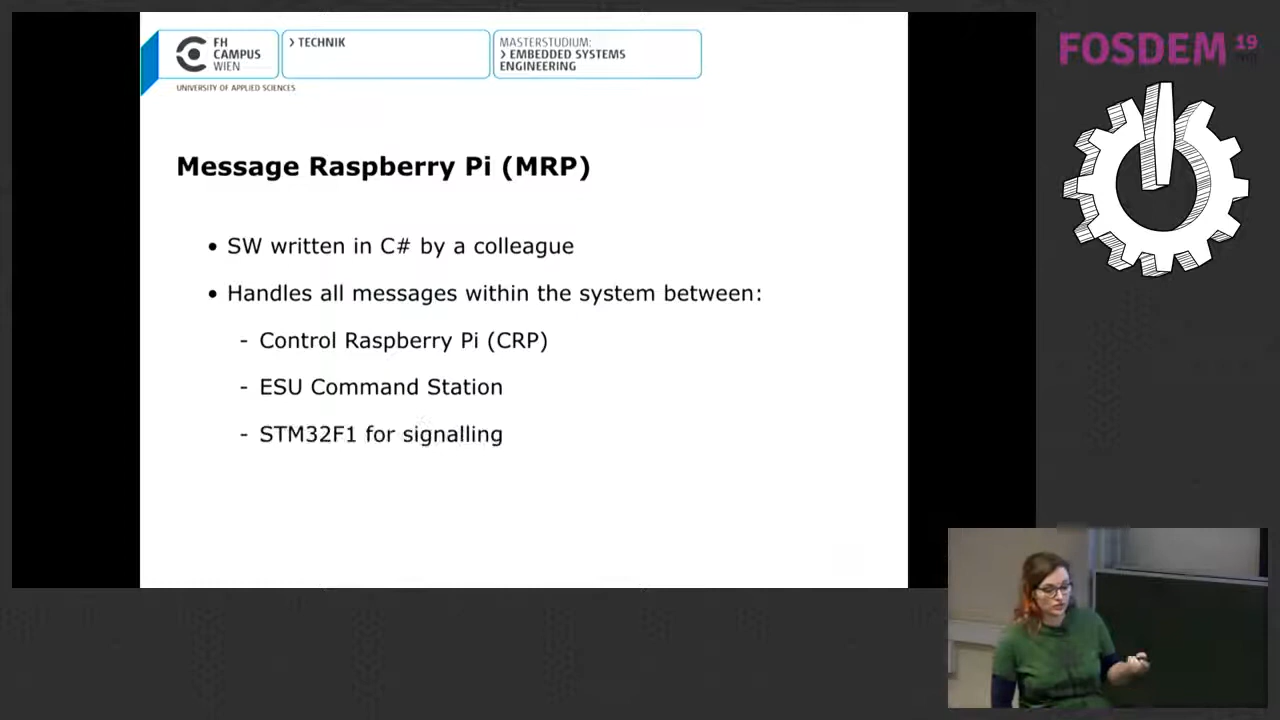 FH
CAMPUS
WIEN
UNIVERSITY OF APPLIED SCIENCES
› TECHNIK
MASTERSTUDIUM:
› EMBEDDED SYSTEMS
ENGINEERING
FOSDEM 19
Message Raspberry Pi (MRP)
• SW written in C# by a colleague
• Handles all messages within the system between:
- Control Raspberry Pi (CRP)
- ESU Command Station
- STM32F1 for signalling